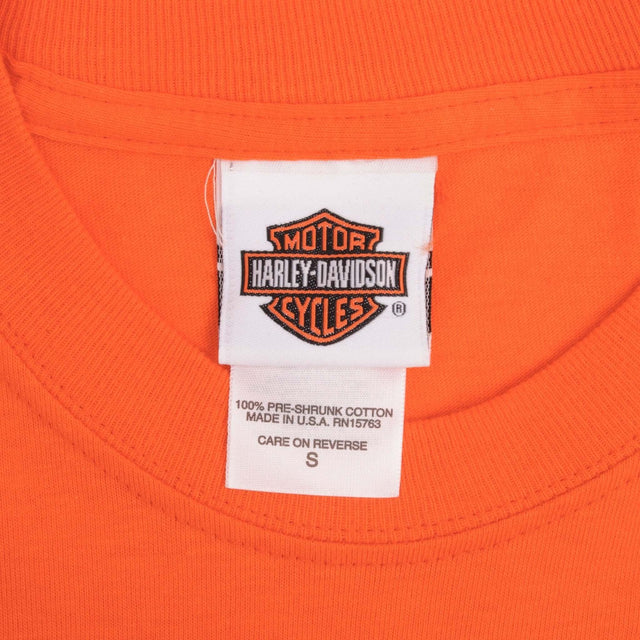 MOTOR
HARLEY-DAVIDSON
CYCLES
®
100% PRE-SHRUNK COTTON
MADE IN U.S.A. RN15763
CARE ON REVERSE
S